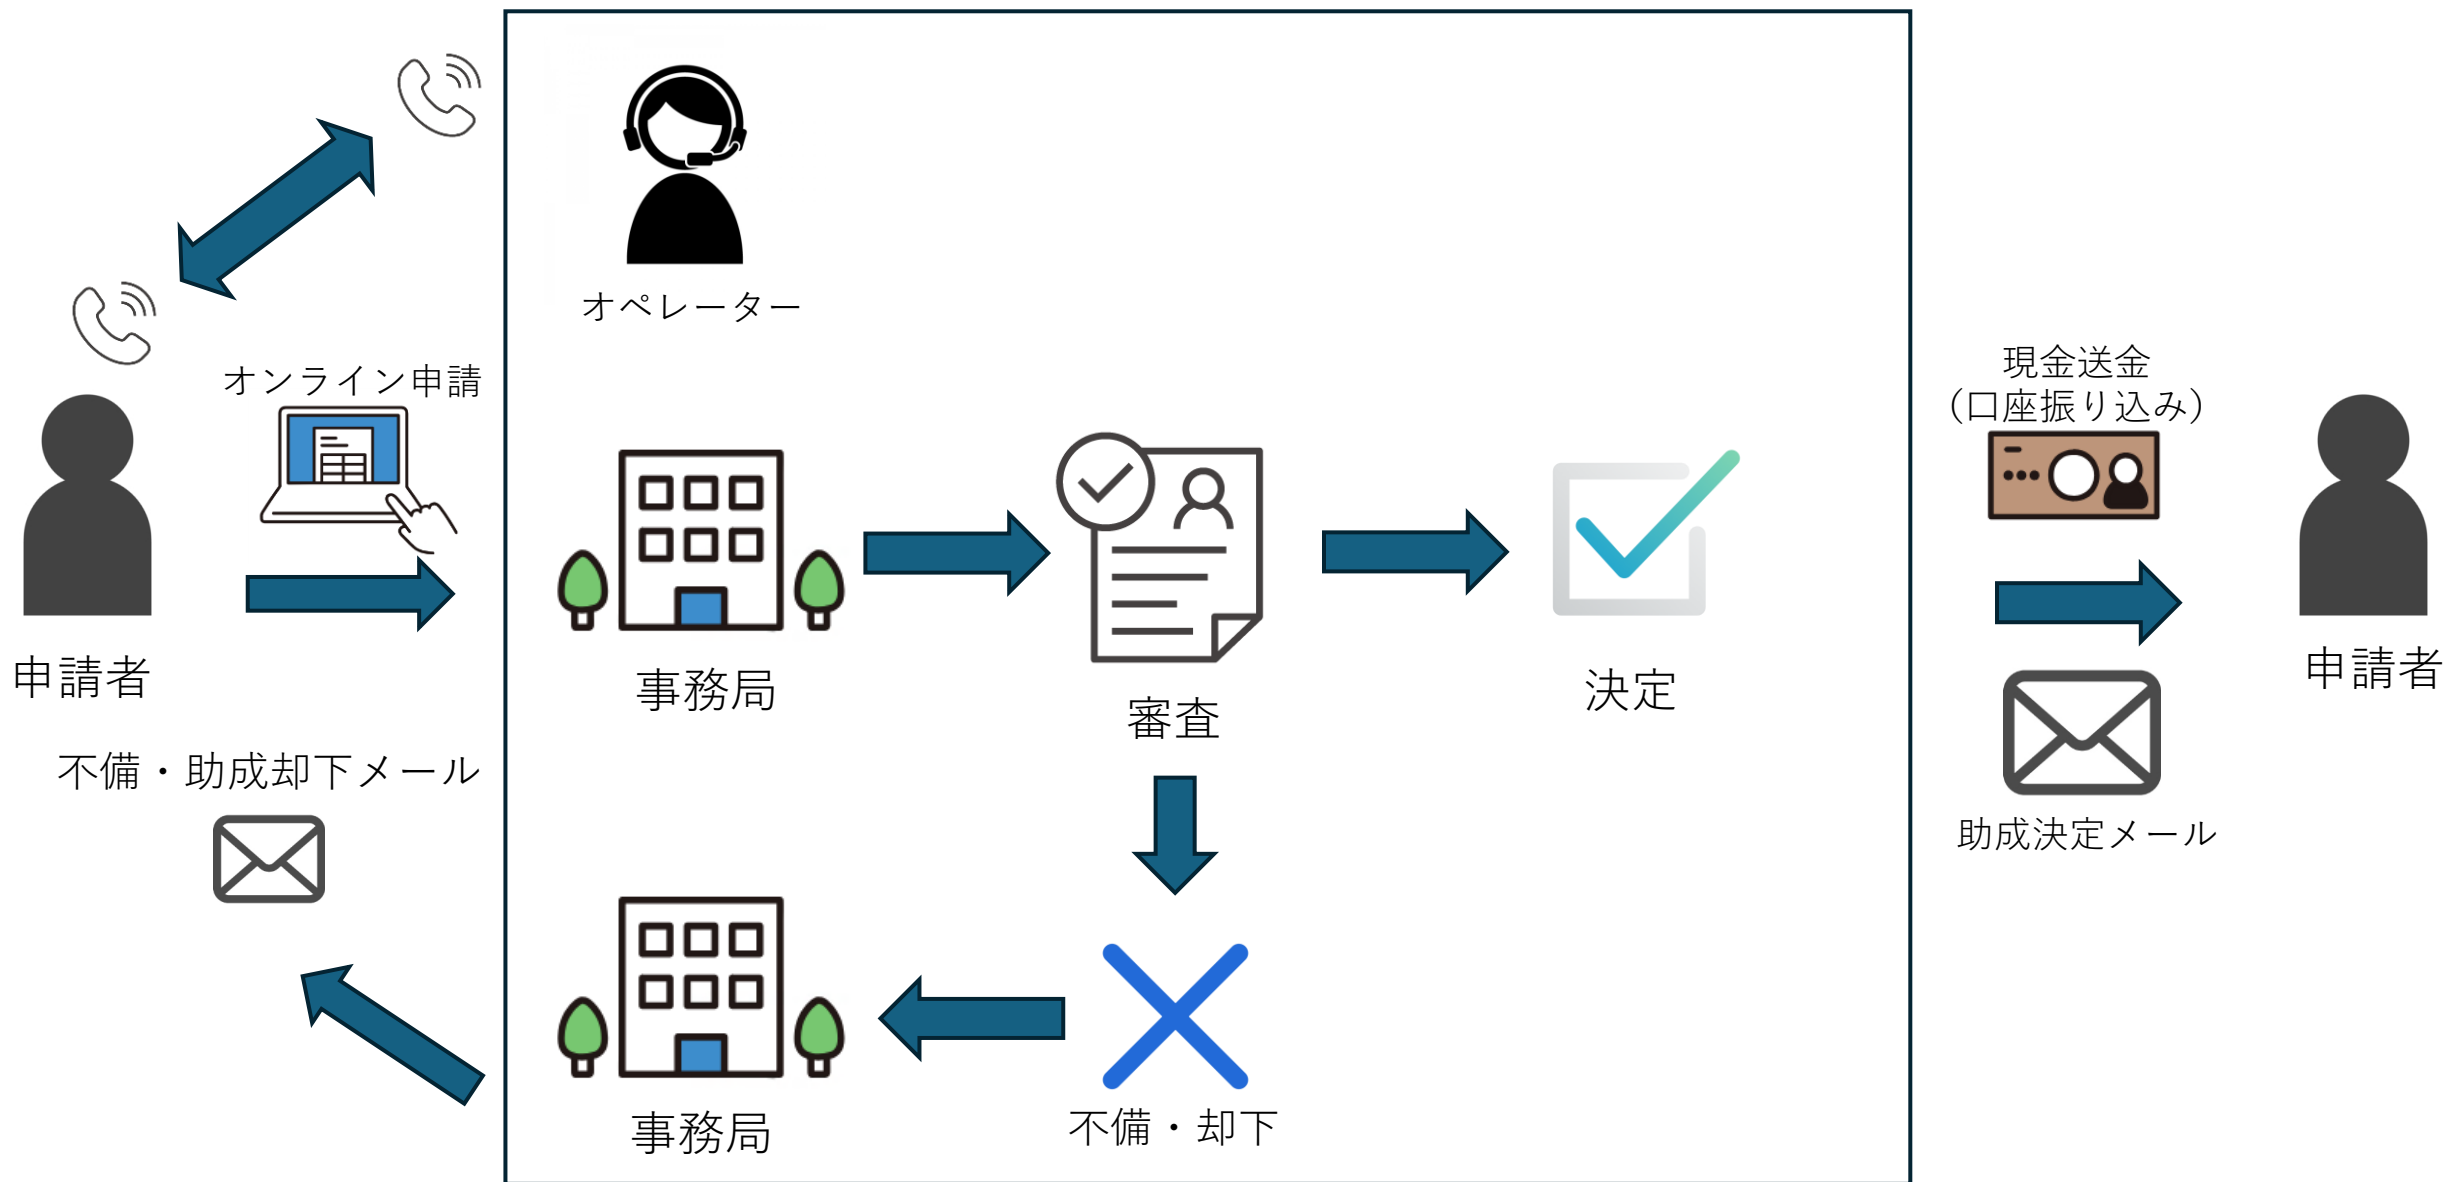 オペレーター
オンライン申請
現金送金
（口座振り込み）
申請者
事務局
審査
決定
申請者
不備・助成却下メール
助成決定メール
事務局
不備・却下